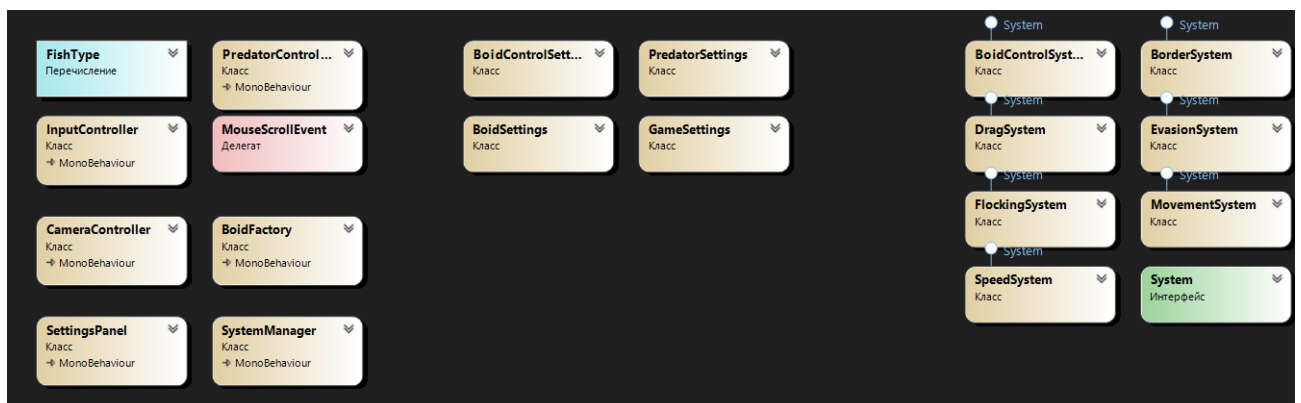 System
System
FishType
Перечисление
PredatorControl...
Класс
MonoBehaviour
BoidControlSett...
Класс
PredatorSettings
Класс
BoidControlSyst...
Класс
BorderSystem
Класс
System
System
InputController
Класс
MonoBehaviour
MouseScrollEvent
Делегат
BoidSettings
Класс
GameSettings
Класс
DragSystem
Класс
EvasionSystem
Класс
System
System
FlockingSystem
Класс
MovementSystem
Класс
CameraController
Класс
MonoBehaviour
BoidFactory
Класс
MonoBehaviour
System
SpeedSystem
Класс
System
Интерфейс
SettingsPanel
Класс
MonoBehaviour
SystemManager
Класс
MonoBehaviour